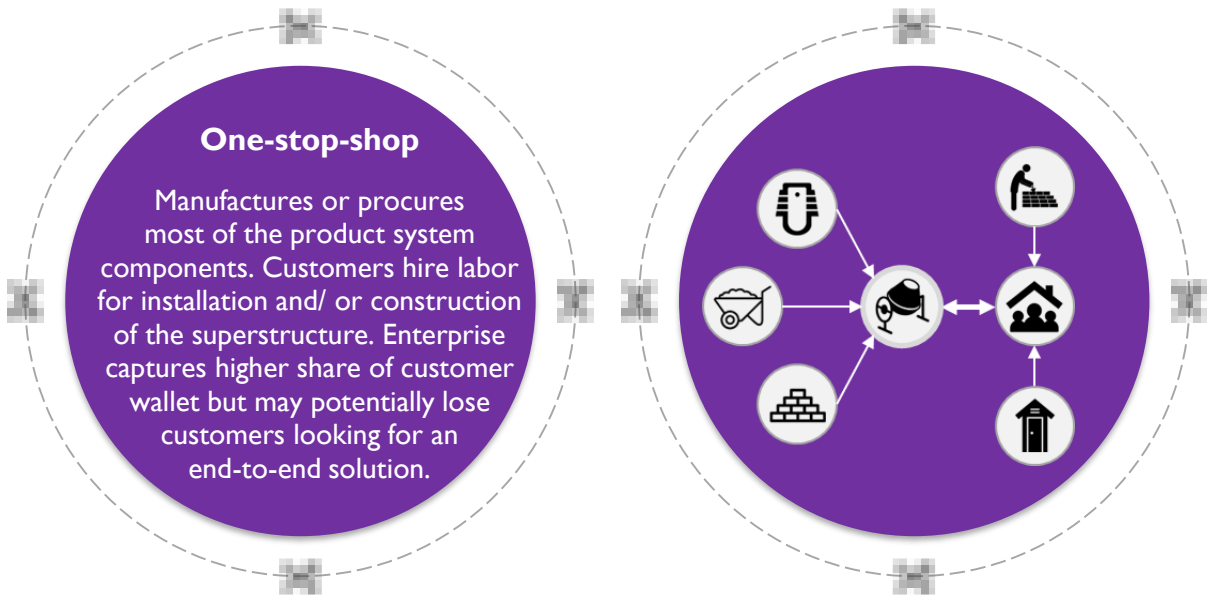 One-stop-shop
Manufactures or procures
most of the product system
components. Customers hire labor
for installation and/ or construction
of the superstructure. Enterprise
captures higher share of customer
wallet but may potentially lose
customers looking for an
end-to-end solution.